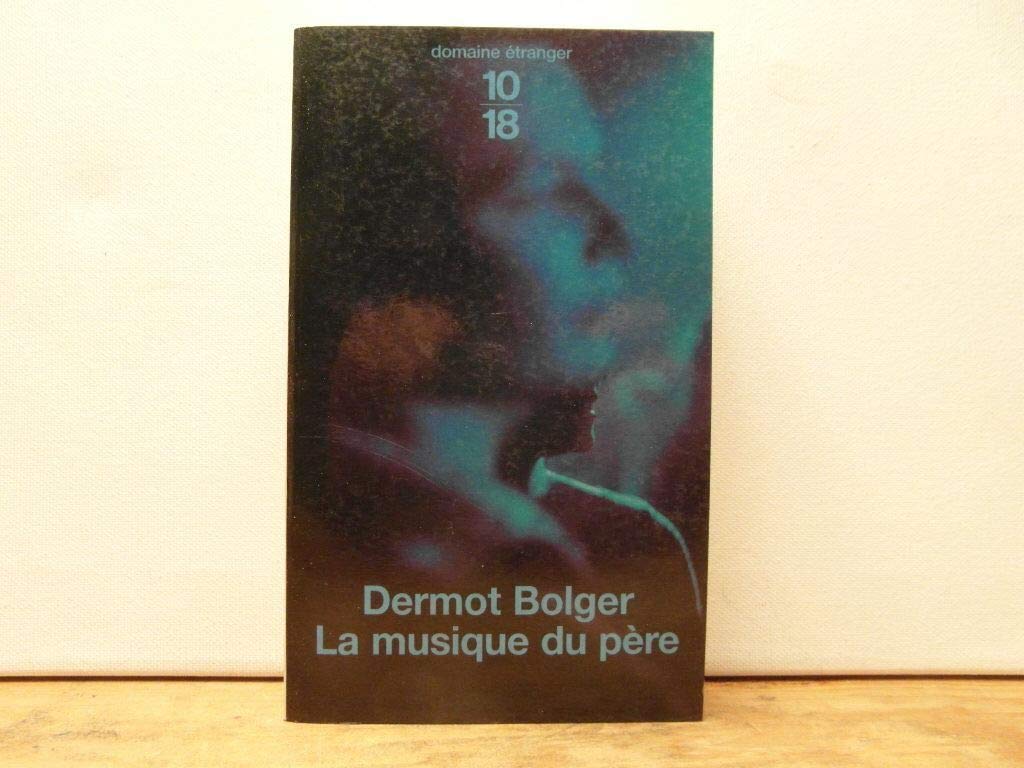 domaine étranger
10
18
Dermot Bolger
La musique du père